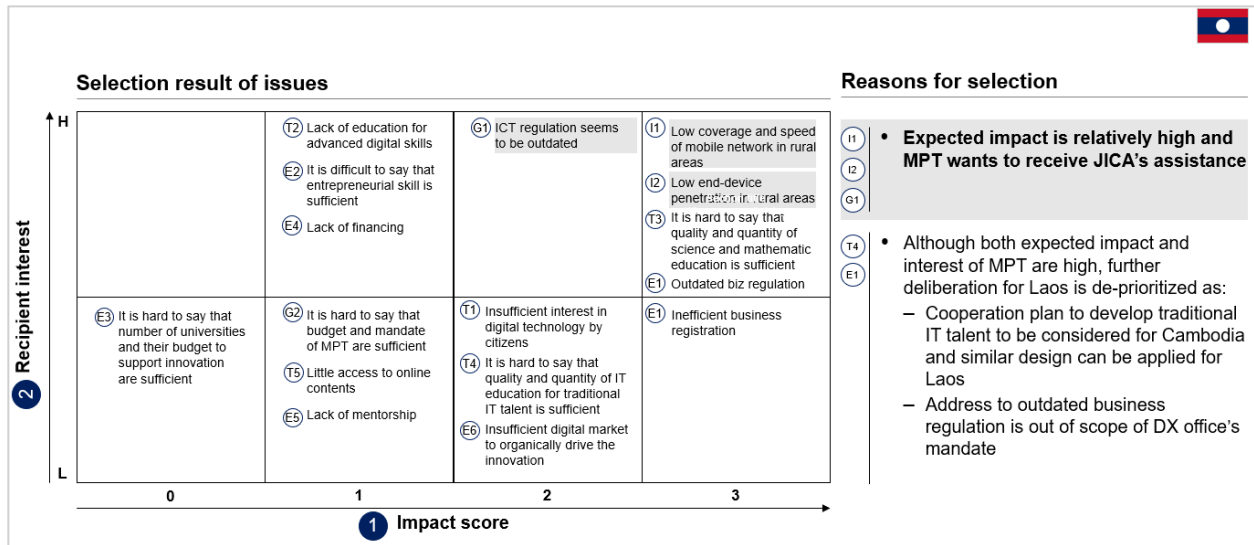 Selection result of issues
Reasons for selection
H
T2 Lack of education for
advanced digital skills
E2 It is difficult to say that
entrepreneurial skill is
sufficient
E4 Lack of financing
G1 ICT regulation seems
to be outdated
I1 Low coverage and speed
of mobile network in rural
areas
I2 Low end-device
penetration in rural areas
T3 It is hard to say that
quality and quantity of
science and mathematic
education is sufficient
E1 Outdated biz regulation
E3 It is hard to say that
number of universities
and their budget to
support innovation
are sufficient
G2 It is hard to say that
budget and mandate
of MPT are sufficient
T5 Little access to online
contents
E5 Lack of mentorship
T1 Insufficient interest in
digital technology by
citizens
T4 It is hard to say that
quality and quantity of IT
education for traditional
IT talent is sufficient
E6 Insufficient digital market
to organically drive the
innovation
E1 Inefficient business
registration
L
2 Recipient interest
0 1 2 3
1 Impact score
I1
I2
G1
• Expected impact is relatively high and
MPT wants to receive JICA's assistance
T4
E1
• Although both expected impact and
interest of MPT are high, further
deliberation for Laos is de-prioritized as:
– Cooperation plan to develop traditional
IT talent to be considered for Cambodia
and similar design can be applied for
Laos
– Address to outdated business
regulation is out of scope of DX office's
mandate